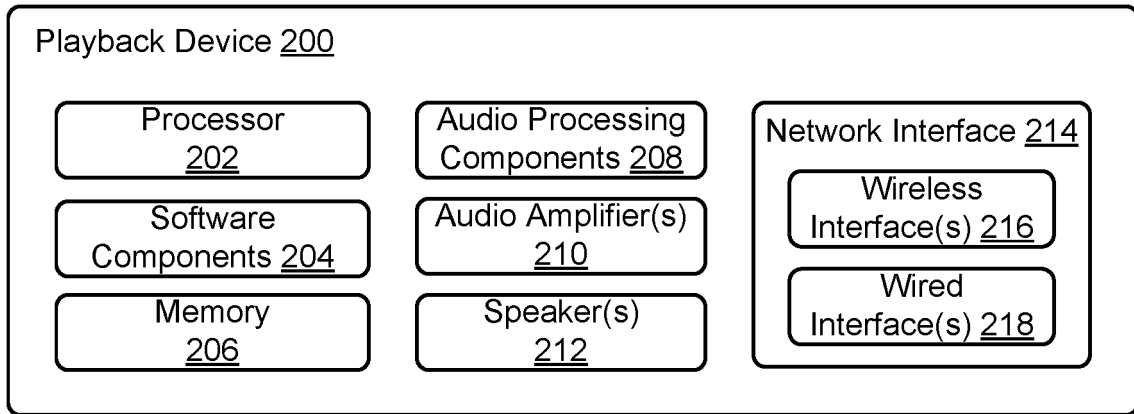 Playback Device 200
Processor
202
Software
Components 204
Memory
206
Audio Processing
Components 208
Audio Amplifier(s)
210
Speaker(s)
212
Network Interface 214
Wireless
Interface(s) 216
Wired
Interface(s) 218